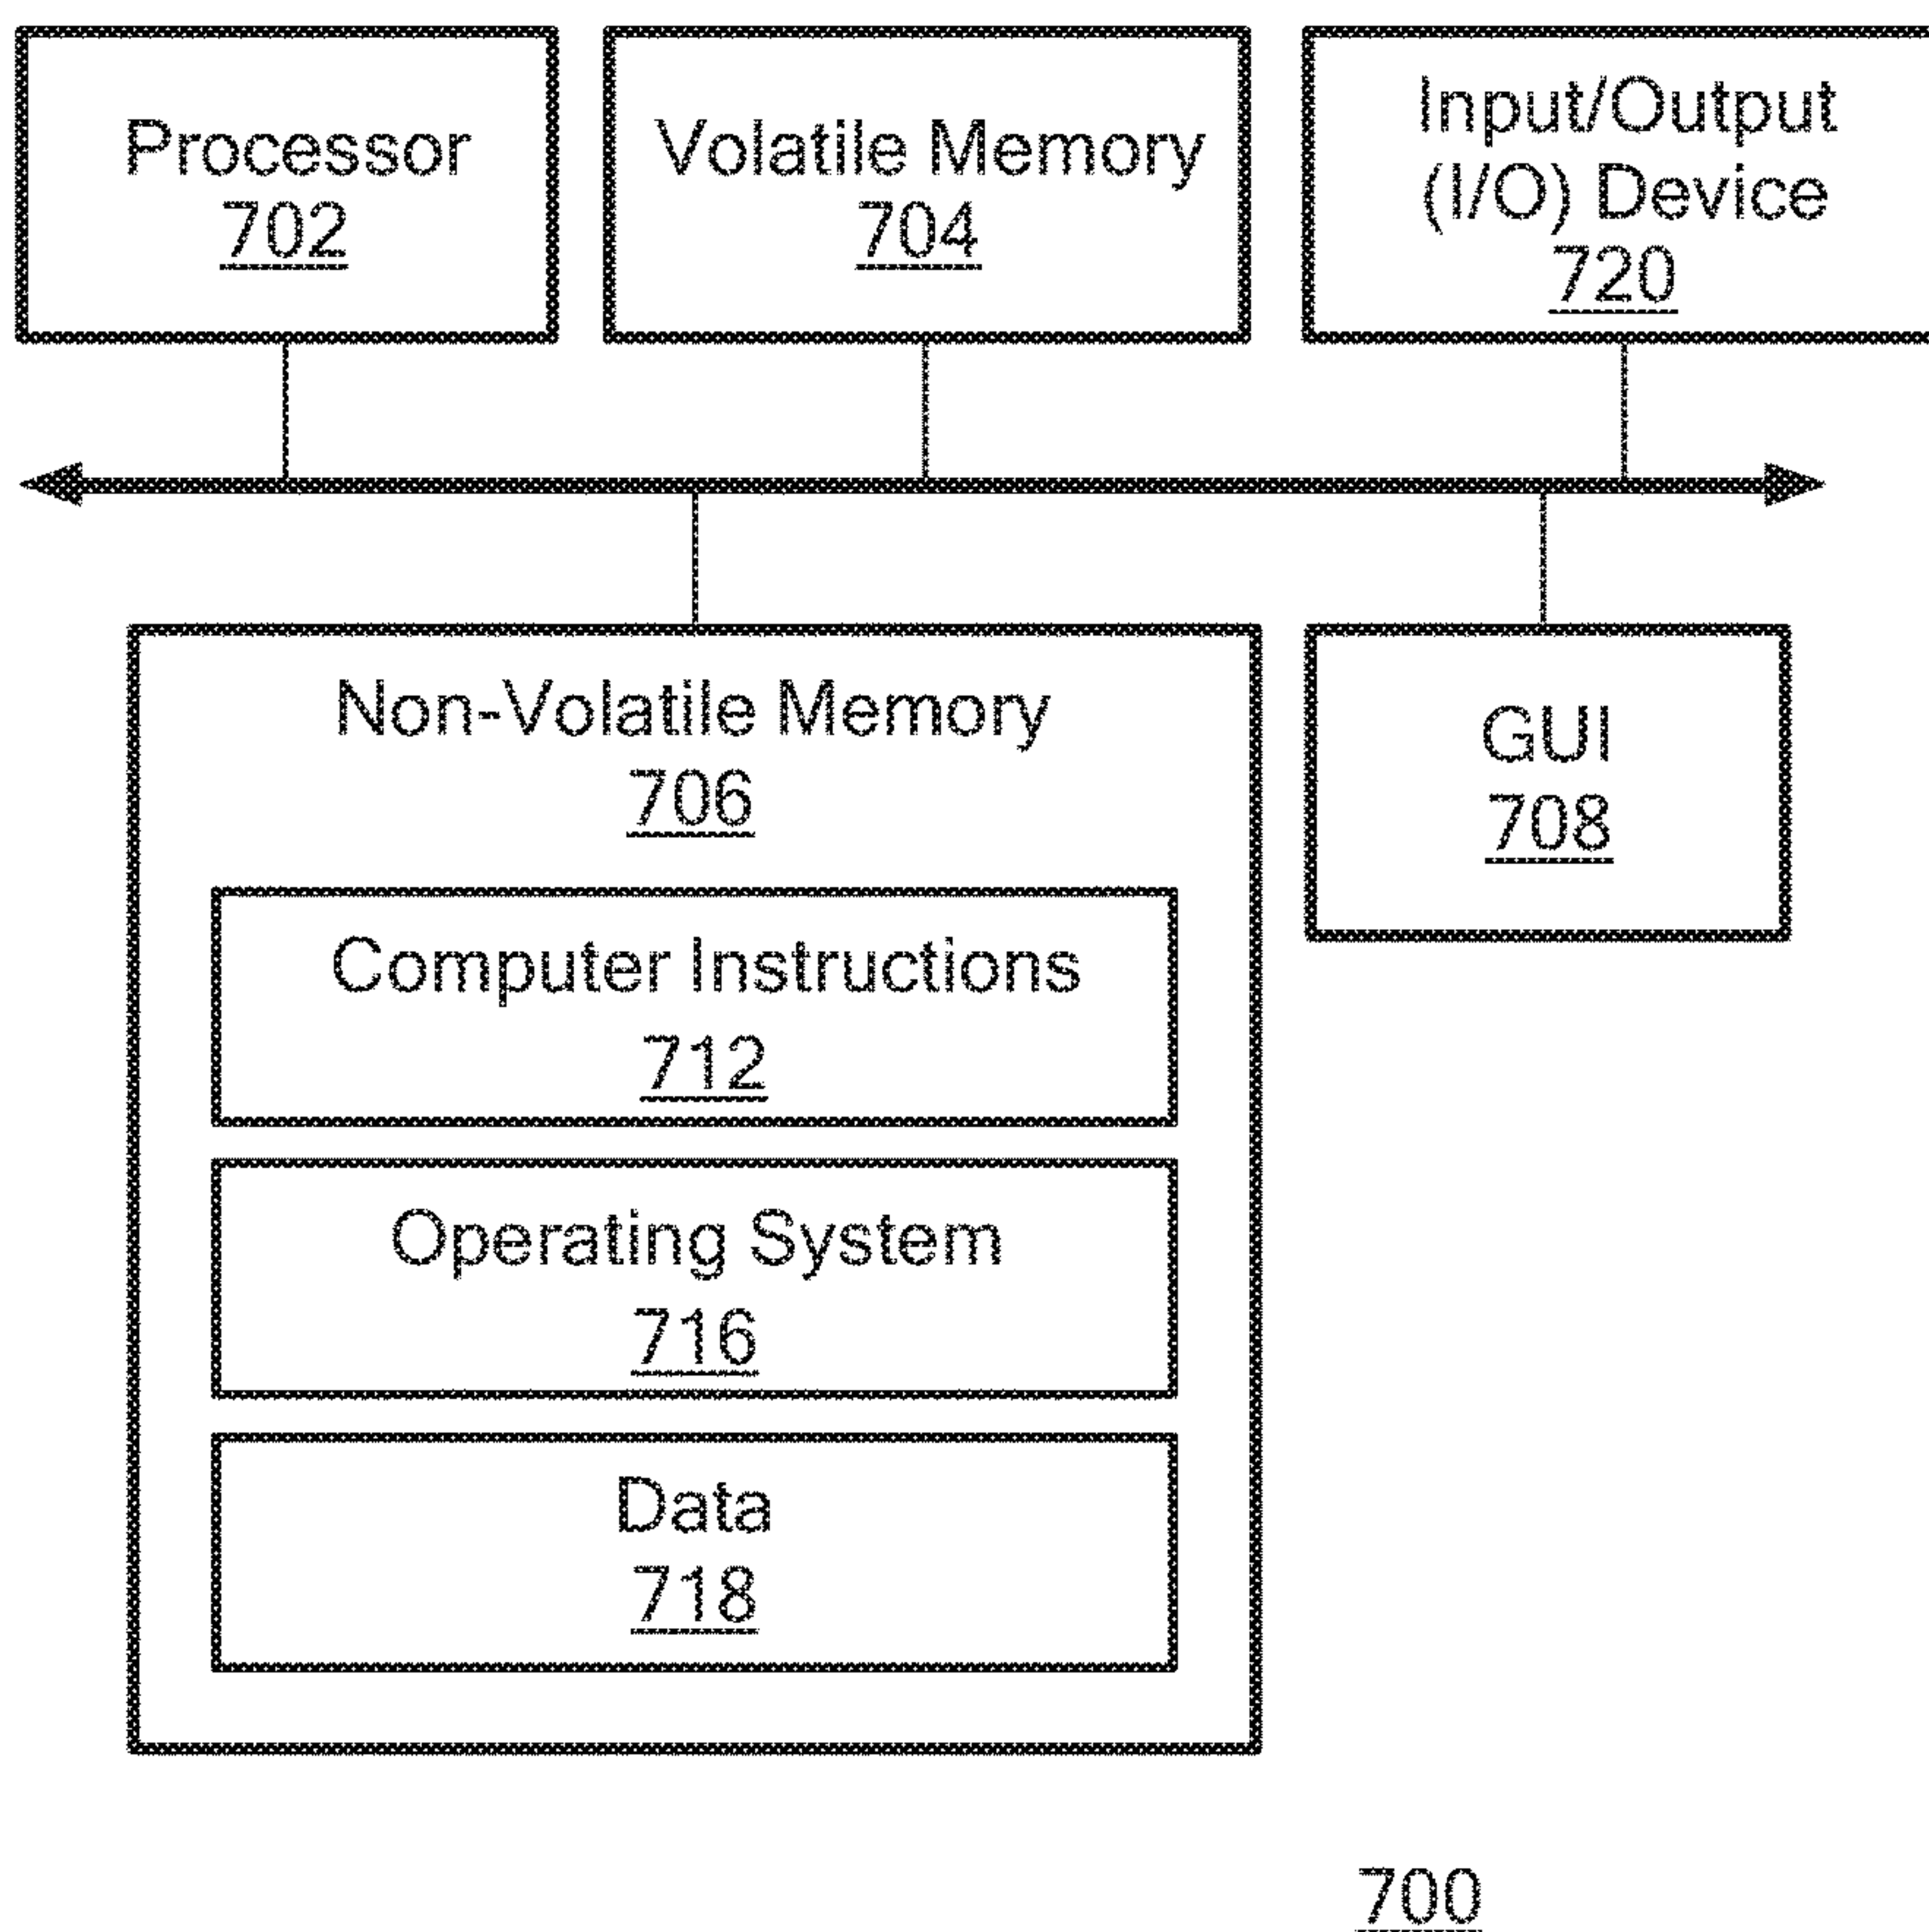 Processor
702
Volatile Memory
704
Input/Output
(I/O) Device
720
Non-Volatile Memory
706
GUI
708
Computer Instructions
712
Operating System
716
Data
718
700